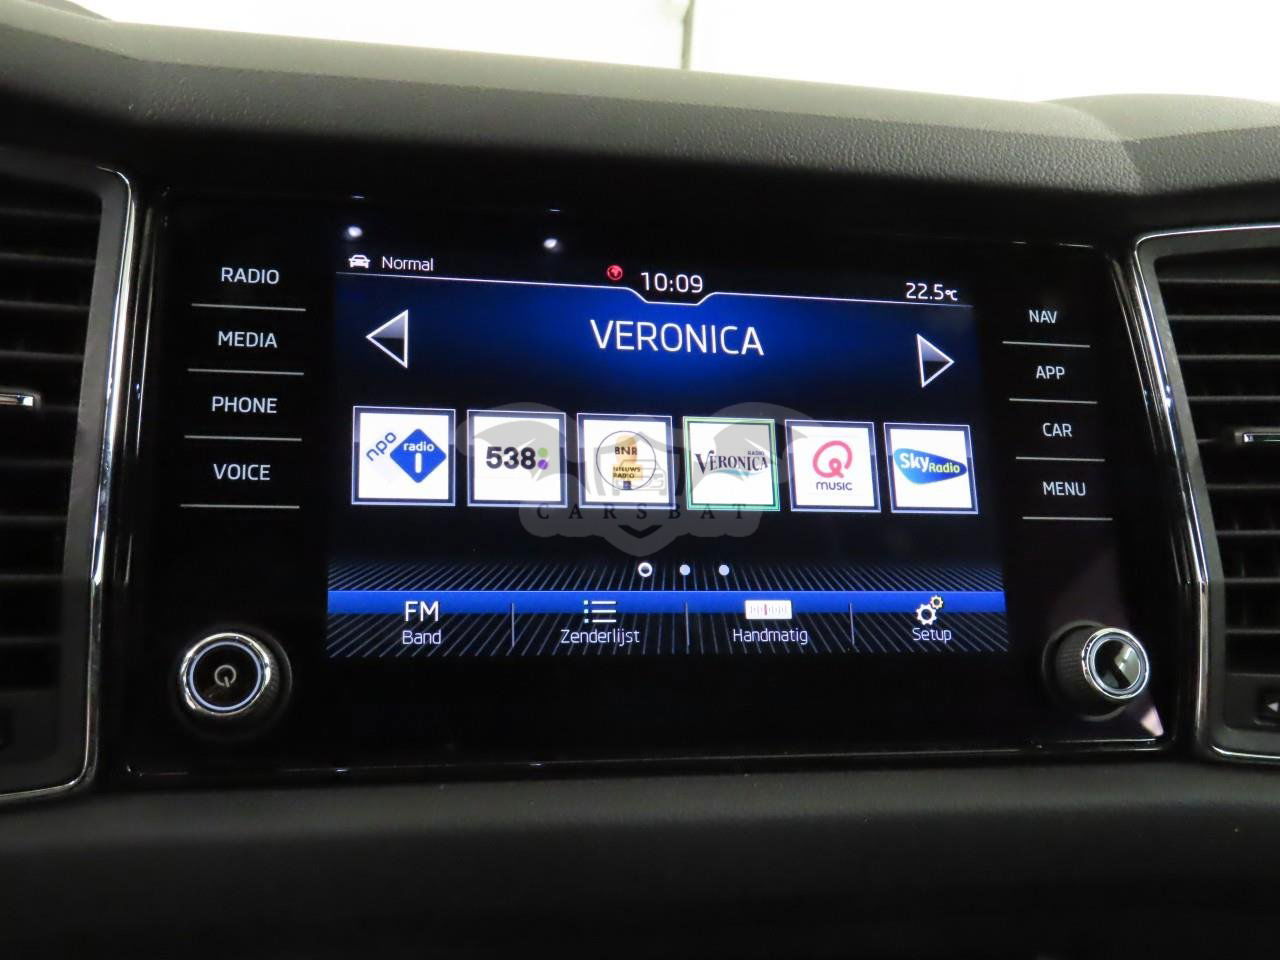 Normal
10:09
22.5°C
VERONICA
RADIO
MEDIA
PHONE
VOICE
NAV
APP
CAR
MENU
npo radio 1
538
BNR NIEUWS RADIO
RADIO VERONICA
Q MUSIC
Sky Radio
CARSBAT
FM
Band
Zenderlijst
Handmatig
Setup